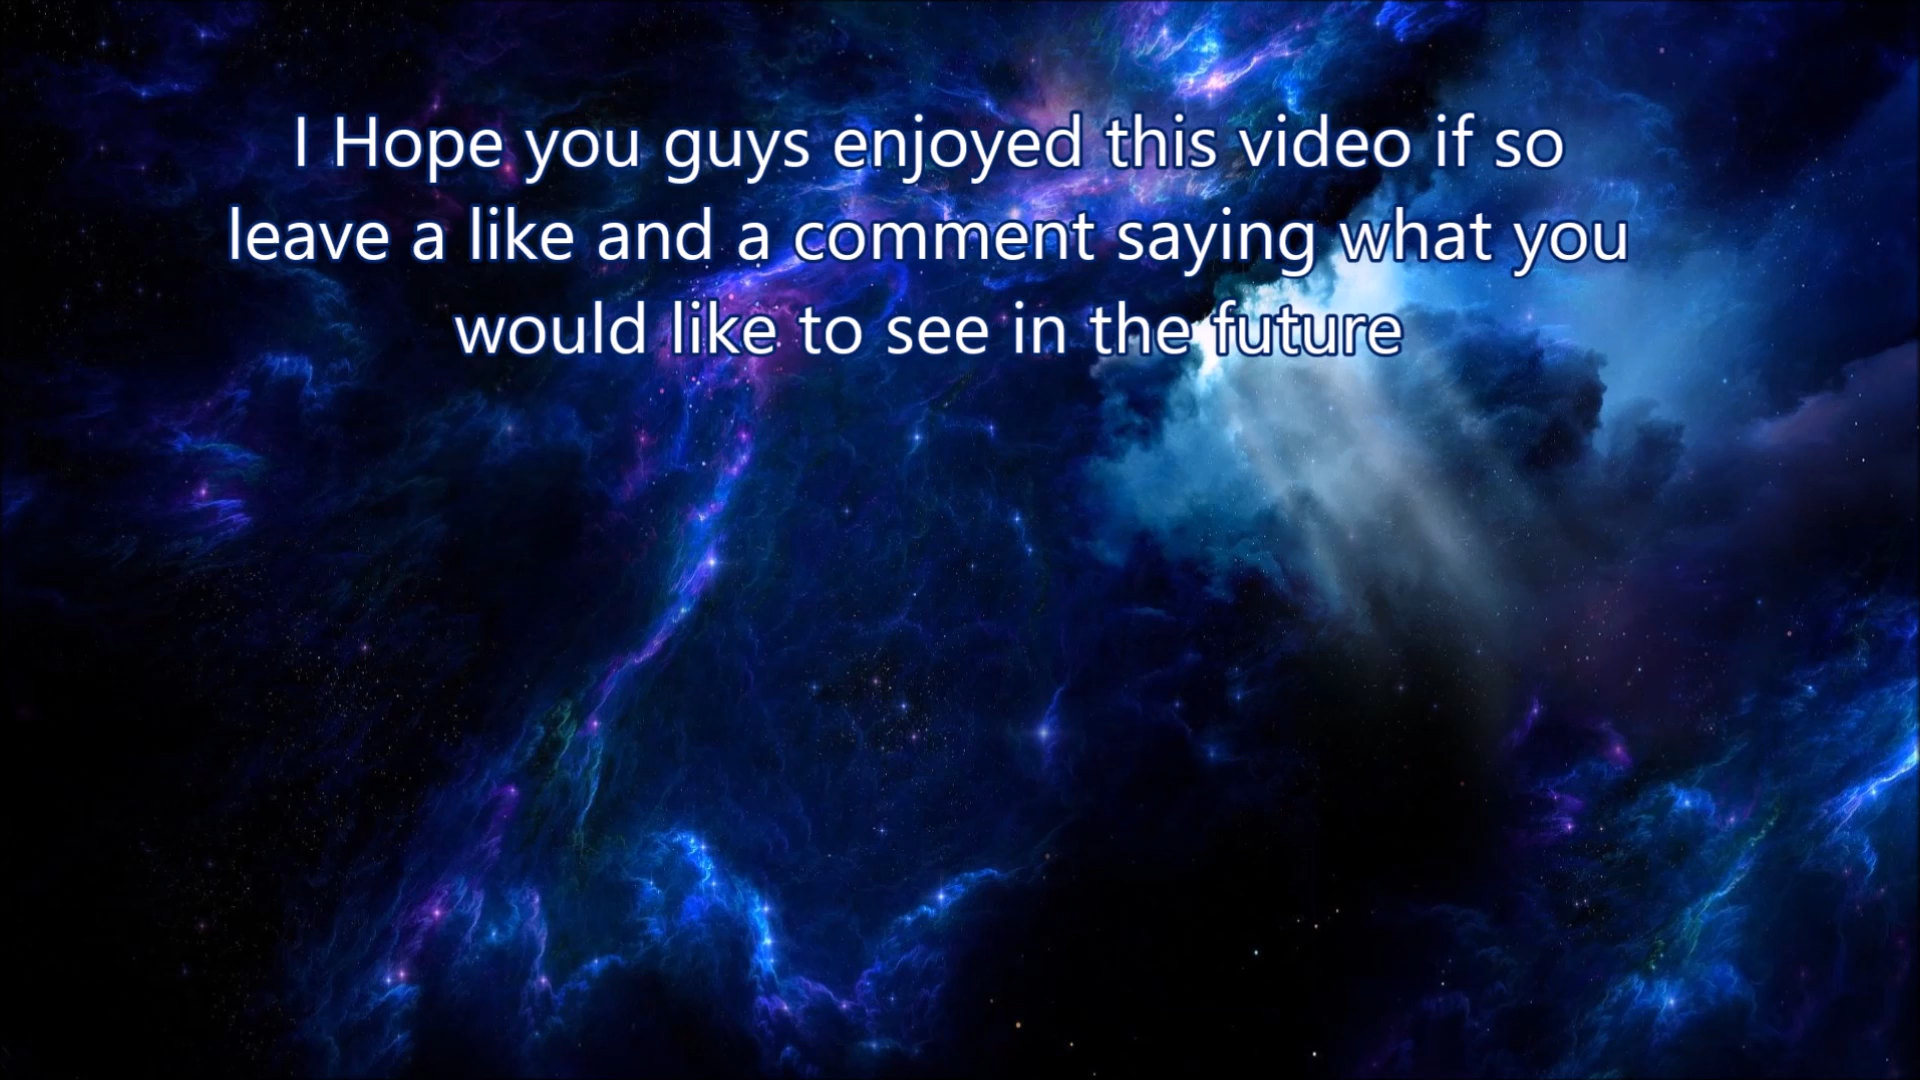 I Hope you guys enjoyed this video if so
leave a like and a comment saying what you
would like to see in the future